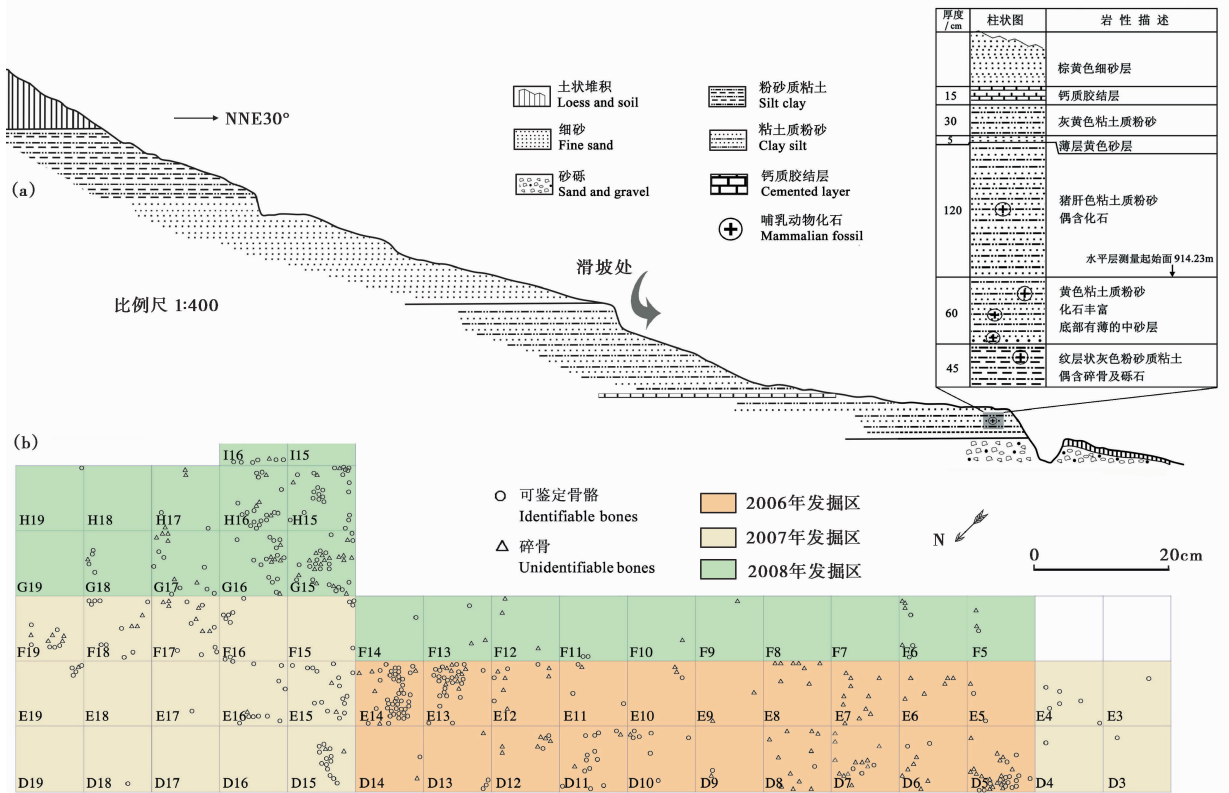 (a)
NNE30°
比例尺 1:400
滑坡处
土状堆积
Loess and soil
细砂
Fine sand
砂砾
Sand and gravel
粉砂质粘土
Silt clay
粘土质粉砂
Clay silt
钙质胶结层
Cemented layer
哺乳动物化石
Mammalian fossil
厚度
/cm
柱状图
岩 性 描 述
棕黄色细砂层
15
钙质胶结层
30
灰黄色粘土质粉砂
5
薄层黄色砂层
120
猪肝色粘土质粉砂
偶含化石
水平层测量起始面 914.23m
60
黄色粘土质粉砂
化石丰富
底部有薄的中砂层
45
纹层状灰色粉砂质粘土
偶含碎骨及砾石
(b)
可鉴定骨骼
Identifiable bones
碎骨
Unidentifiable bones
2006年发掘区
2007年发掘区
2008年发掘区
N
0 20cm
I16 I15
H19 H18 H17 H16 H15
G19 G18 G17 G16 G15
F19 F18 F17 F16 F15 F14 F13 F12 F11 F10 F9 F8 F7 F6 F5
E19 E18 E17 E16 E15 E14 E13 E12 E11 E10 E9 E8 E7 E6 E5 E4 E3
D19 D18 D17 D16 D15 D14 D13 D12 D11 D10 D9 D8 D7 D6 D5 D4 D3